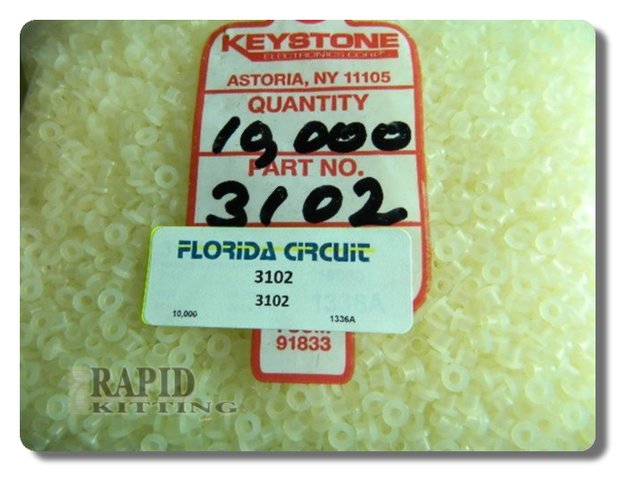 KEYSTONE
ELECTRONICS CORP.
ASTORIA, NY 11105
QUANTITY
10,000
PART NO.
3102
FLORIDA CIRCUIT
3102
3102
10,000
1336A
91833
RAPID
KITTING